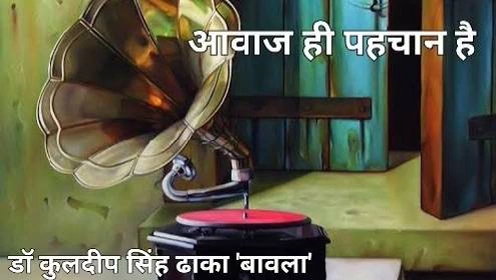 आवाज ही पहचान है
डॉ कुलदीप सिंह ढाका 'बावला'